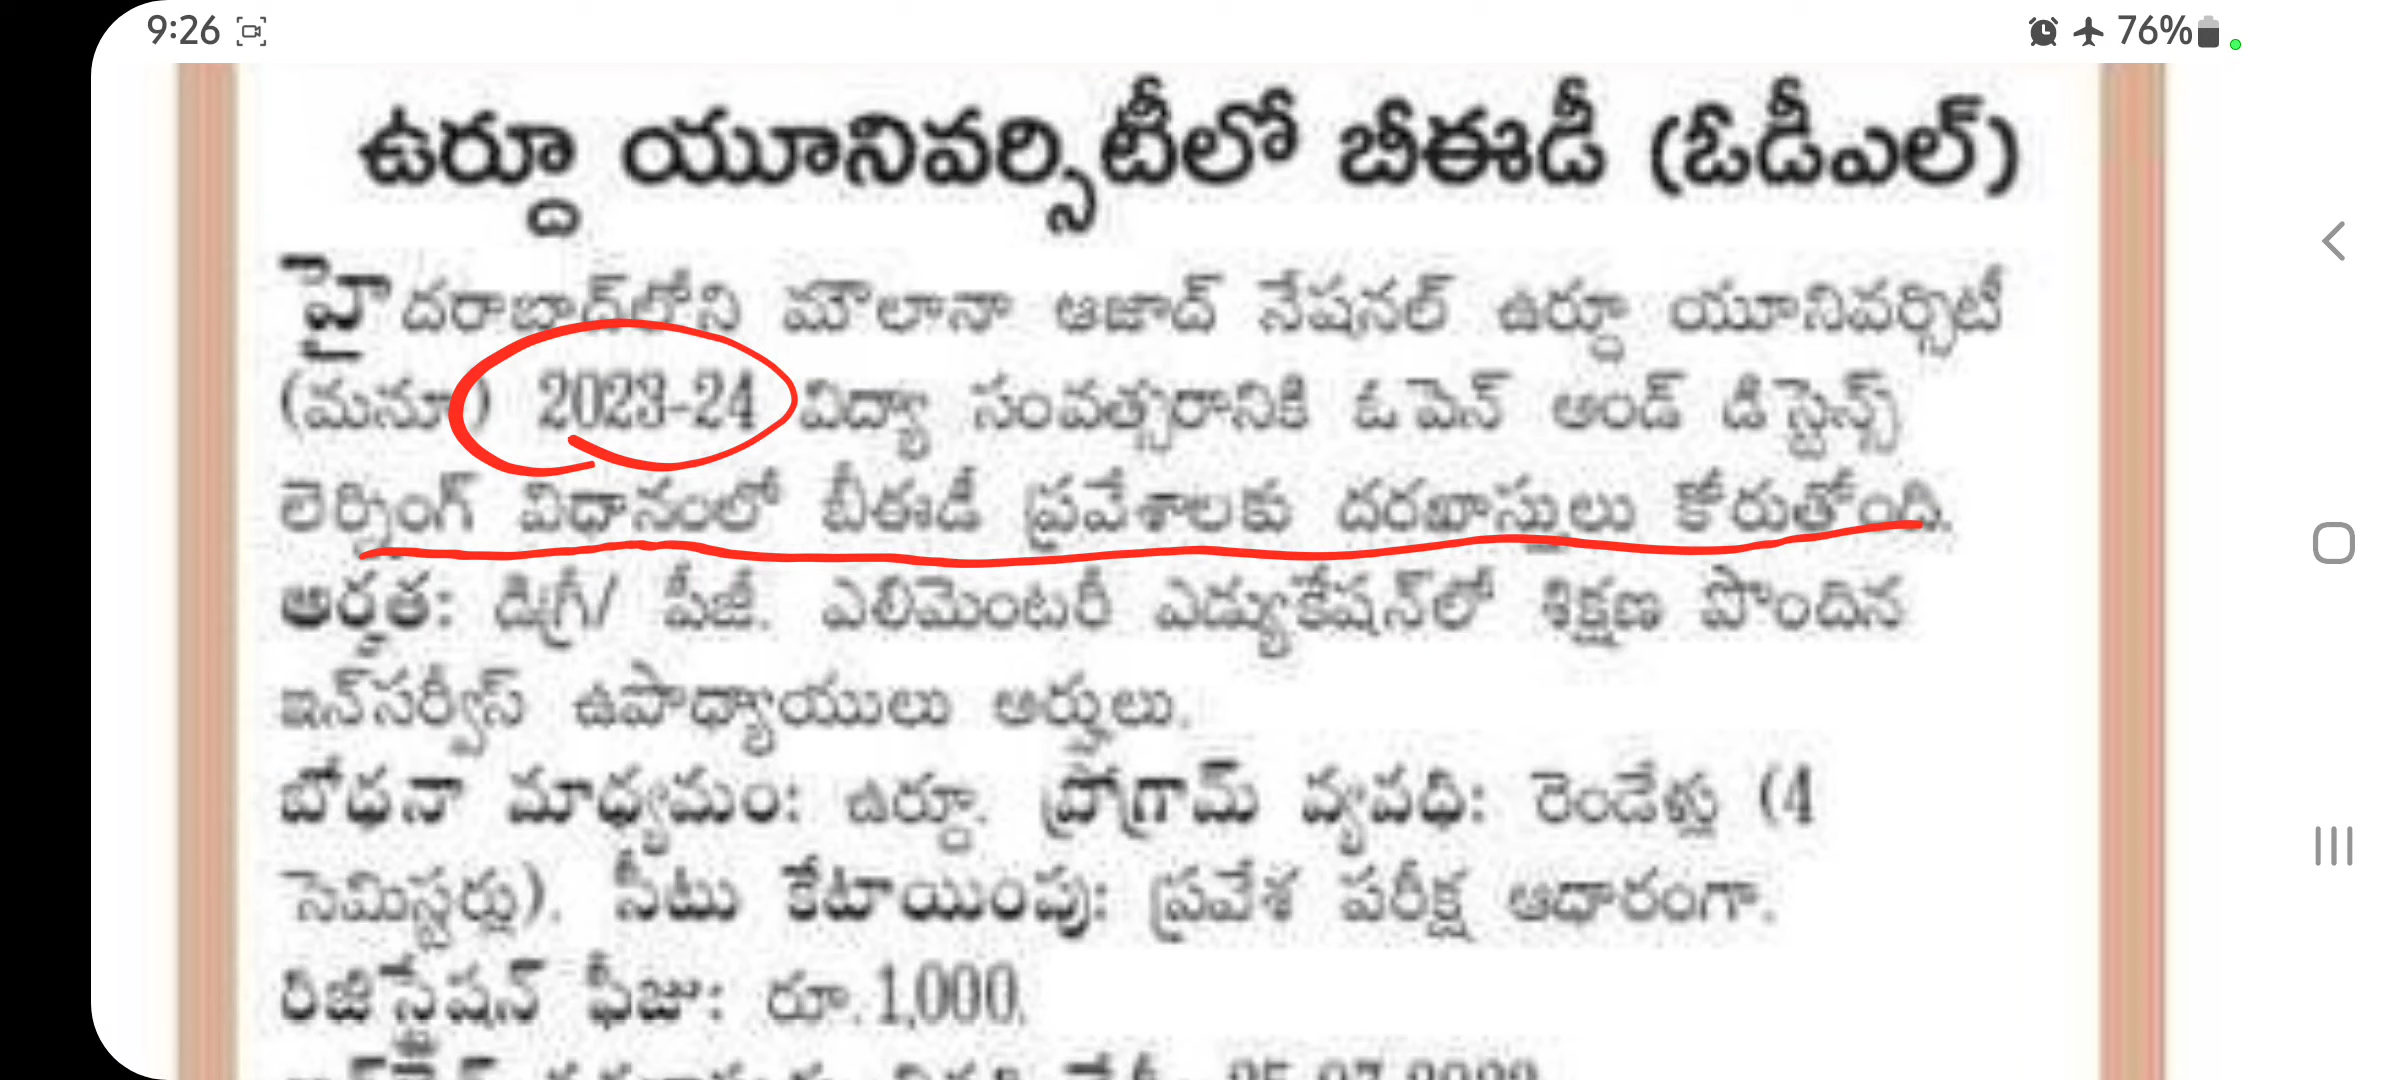 9:26
76%
ఉర్దూ యూనివర్సిటీలో బీఈడీ (ఓడీఎల్)
హైదరాబాద్‌లోని మౌలానా ఆజాద్ నేషనల్ ఉర్దూ యూనివర్సిటీ
(మనూ) 2023-24 విద్యా సంవత్సరానికి ఓపెన్ అండ్ డిస్టెన్స్
లెర్నింగ్ విధానంలో బీఈడీ ప్రవేశాలకు దరఖాస్తులు కోరుతోంది.
అర్హత: డిగ్రీ/ పీజీ. ఎలిమెంటరీ ఎడ్యుకేషన్‌లో శిక్షణ పొందిన
ఇన్‌సర్వీస్ ఉపాధ్యాయులు అర్హులు.
బోధనా మాధ్యమం: ఉర్దూ. ప్రోగ్రామ్ వ్యవధి: రెండేళ్లు (4
సెమిస్టర్లు). సీటు కేటాయింపు: ప్రవేశ పరీక్ష ఆధారంగా.
రిజిస్ట్రేషన్ ఫీజు: రూ.1,000.